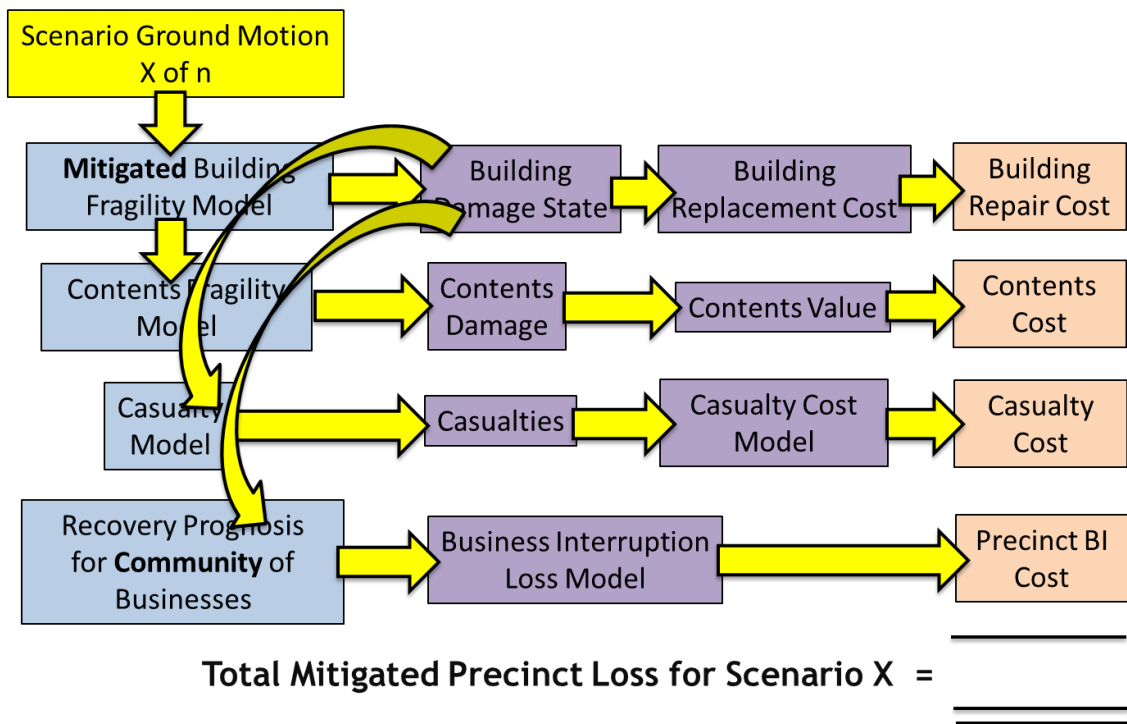 Scenario Ground Motion
X of n
Mitigated Building
Fragility Model
Building
Damage State
Building
Replacement Cost
Building
Repair Cost
Contents Fragility
Model
Contents
Damage
Contents Value
Contents
Cost
Casualty
Model
Casualties
Casualty Cost
Model
Casualty
Cost
Recovery Prognosis
for Community of
Businesses
Business Interruption
Loss Model
Precinct BI
Cost
Total Mitigated Precinct Loss for Scenario X =